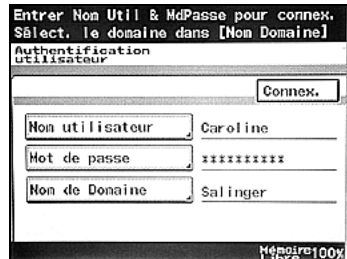 Entrer Nom Util & MdPasse pour connex.
Sélect. le domaine dans [Nom Domaine]
Authentification
utilisateur
Connex.
Nom utilisateur Caroline
Mot de passe **********
Nom de Domaine Salinger
Mémoire 100%
Libre